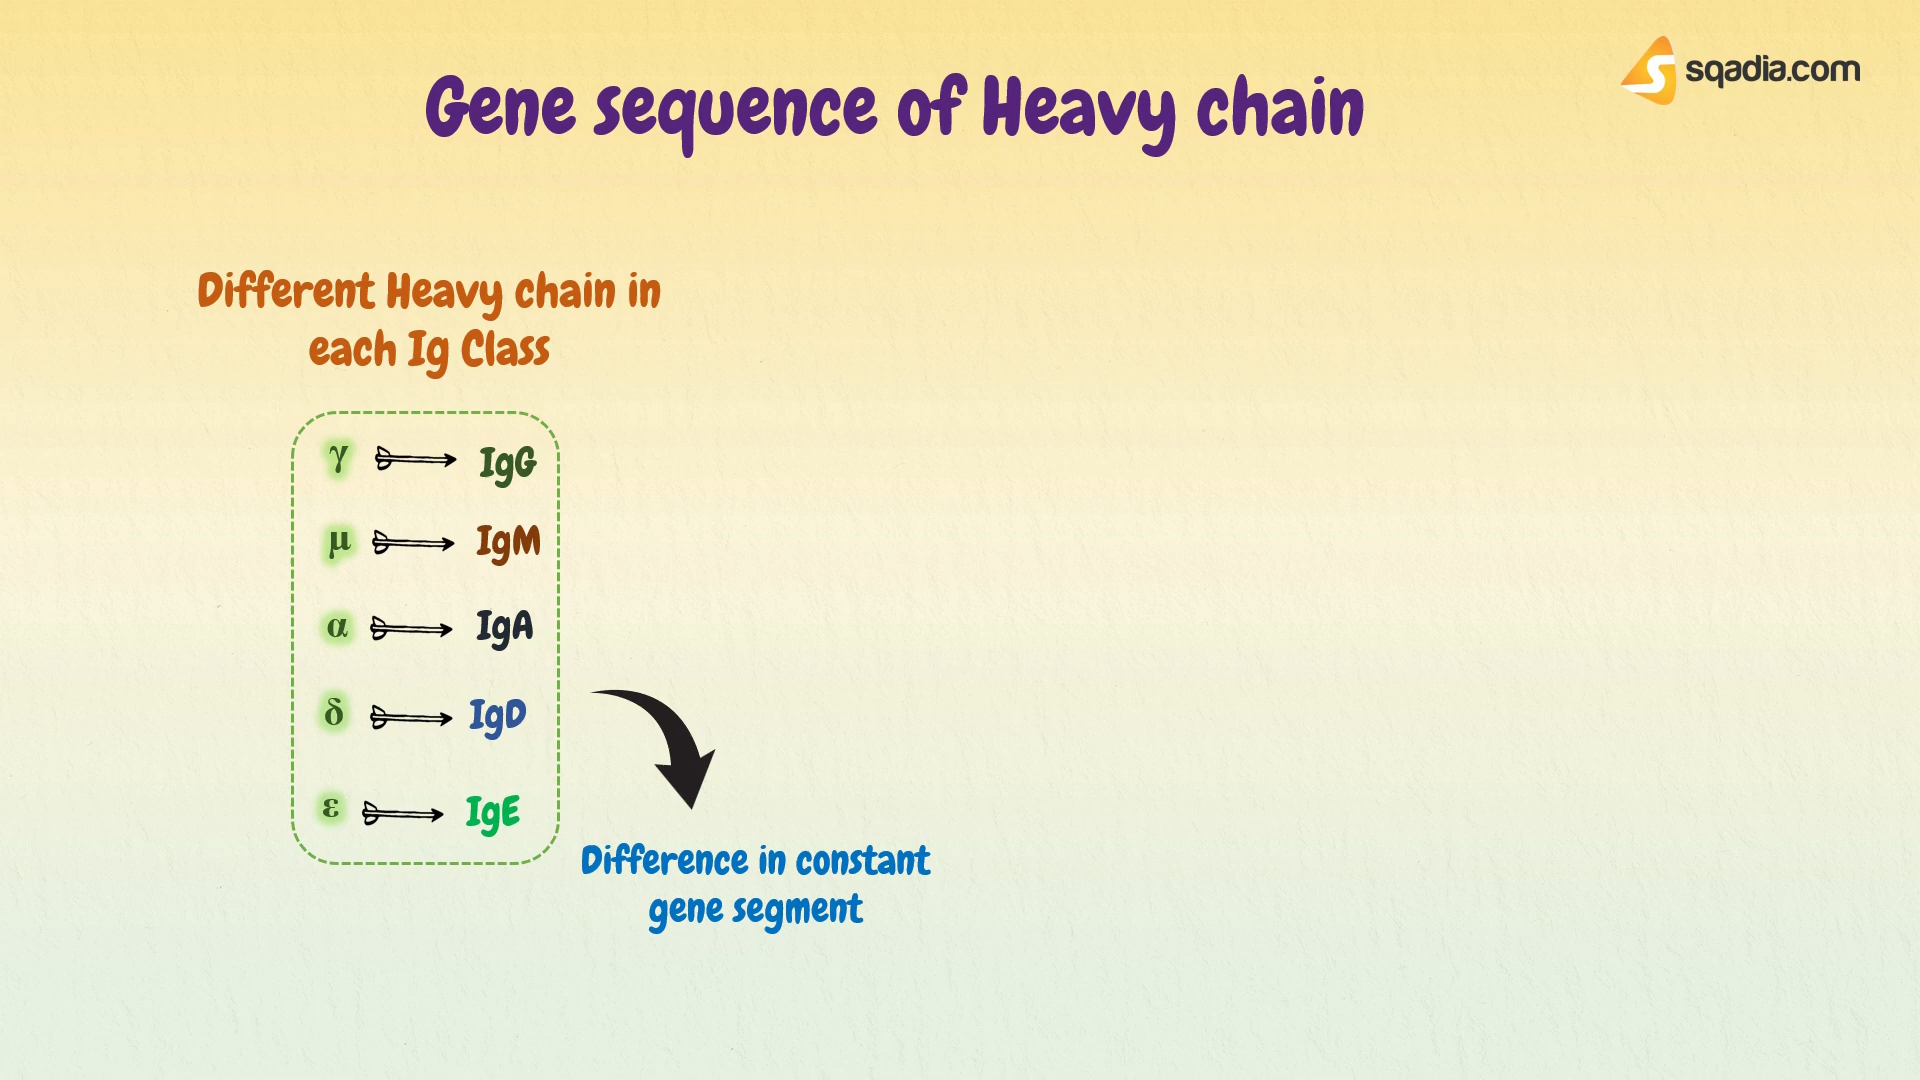 sqadia.com
Gene sequence of Heavy chain
Different Heavy chain in
each Ig Class
γ IgG
μ IgM
α IgA
δ IgD
ε IgE
Difference in constant
gene segment